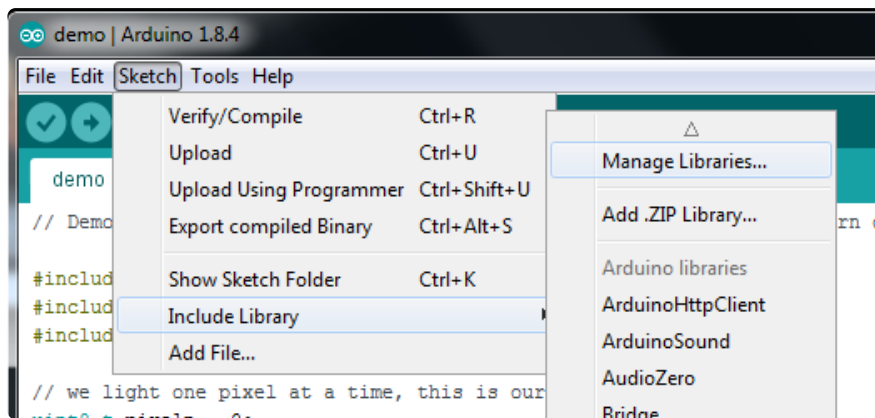 demo | Arduino 1.8.4
File Edit Sketch Tools Help
Verify/Compile Ctrl+R
Upload Ctrl+U
Upload Using Programmer Ctrl+Shift+U
Export compiled Binary Ctrl+Alt+S
Show Sketch Folder Ctrl+K
Include Library
Add File...
Manage Libraries...
Add .ZIP Library...
Arduino libraries
ArduinoHttpClient
ArduinoSound
AudioZero
Bridge
demo
// Demo
#includ
#includ
#includ
// we light one pixel at a time, this is our